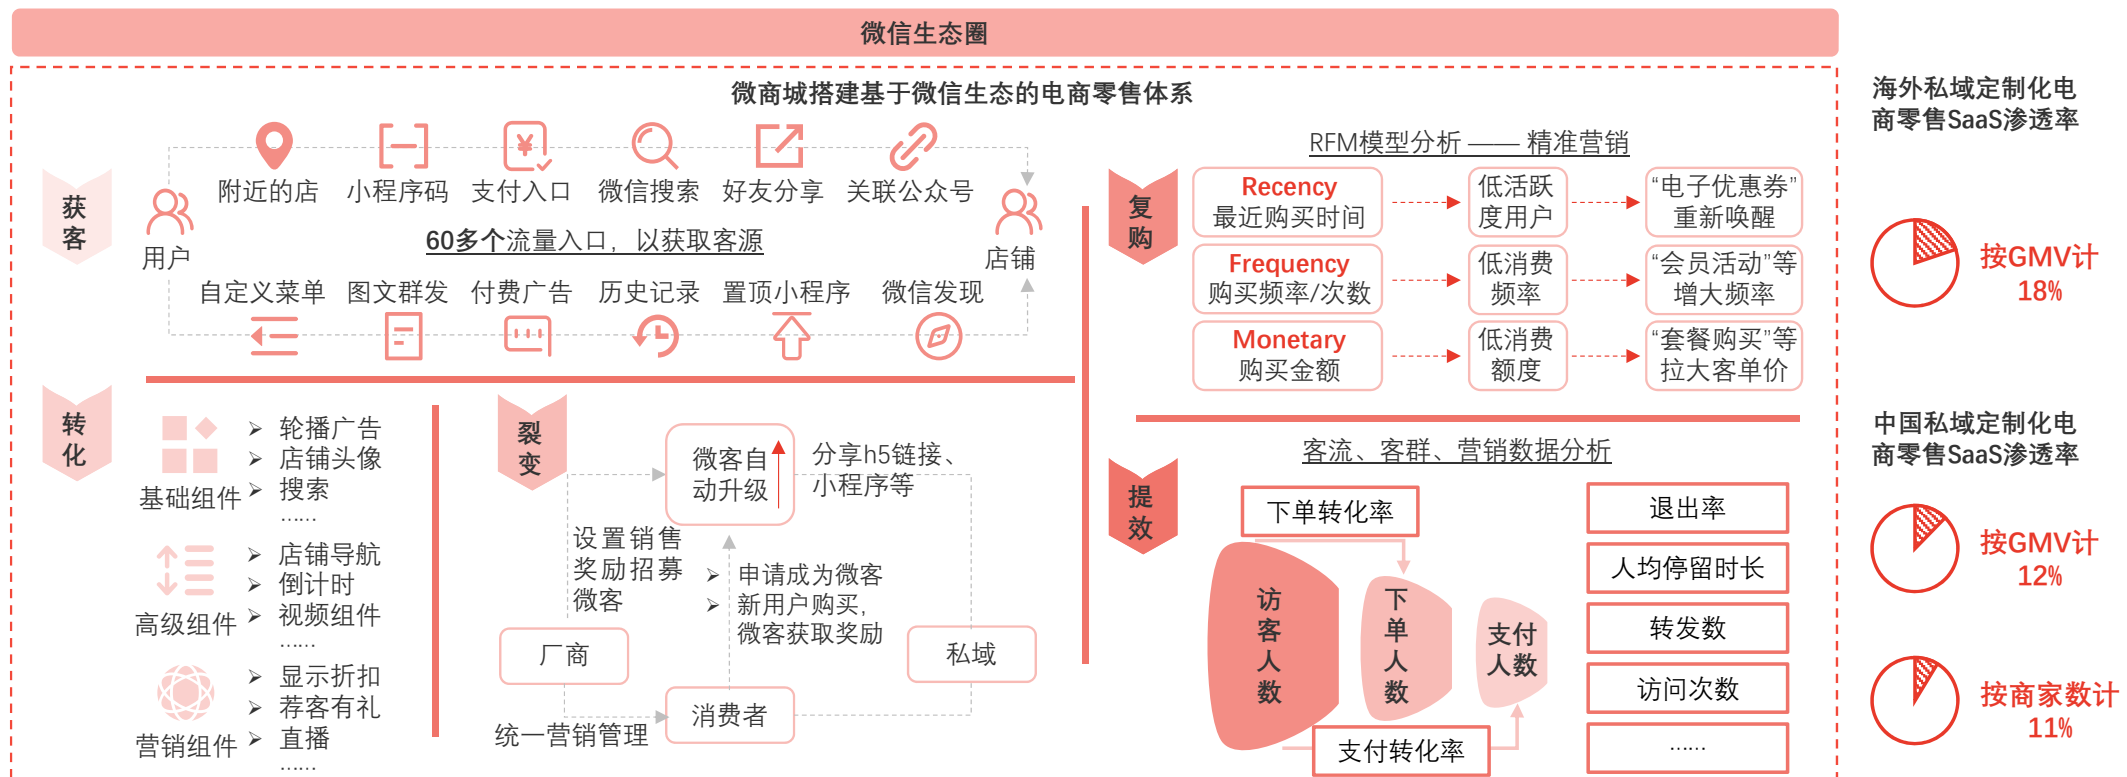 微信生态圈
微商城搭建基于微信生态的电商零售体系
获
客
用户
附近的店
小程序码
支付入口
微信搜索
好友分享
关联公众号
60多个流量入口，以获取客源
店铺
自定义菜单
图文群发
付费广告
历史记录
置顶小程序
微信发现
转
化
基础组件
➢ 轮播广告
➢ 店铺头像
➢ 搜索
……
高级组件
➢ 店铺导航
➢ 倒计时
➢ 视频组件
……
营销组件
➢ 显示折扣
➢ 荐客有礼
➢ 直播
……
裂
变
微客自
动升级
分享h5链接、
小程序等
设置销售
奖励招募
微客
➢ 申请成为微客
➢ 新用户购买，
微客获取奖励
厂商
私域
消费者
统一营销管理
复
购
RFM模型分析 —— 精准营销
Recency
最近购买时间
低活跃
度用户
“电子优惠券”
重新唤醒
Frequency
购买频率/次数
低消费
频率
“会员活动”等
增大频率
Monetary
购买金额
低消费
额度
“套餐购买”等
拉大客单价
提
效
客流、客群、营销数据分析
下单转化率
访
客
人
数
下
单
人
数
支付
人数
支付转化率
退出率
人均停留时长
转发数
访问次数
……
海外私域定制化电
商零售SaaS渗透率
按GMV计
18%
中国私域定制化电
商零售SaaS渗透率
按GMV计
12%
按商家数计
11%